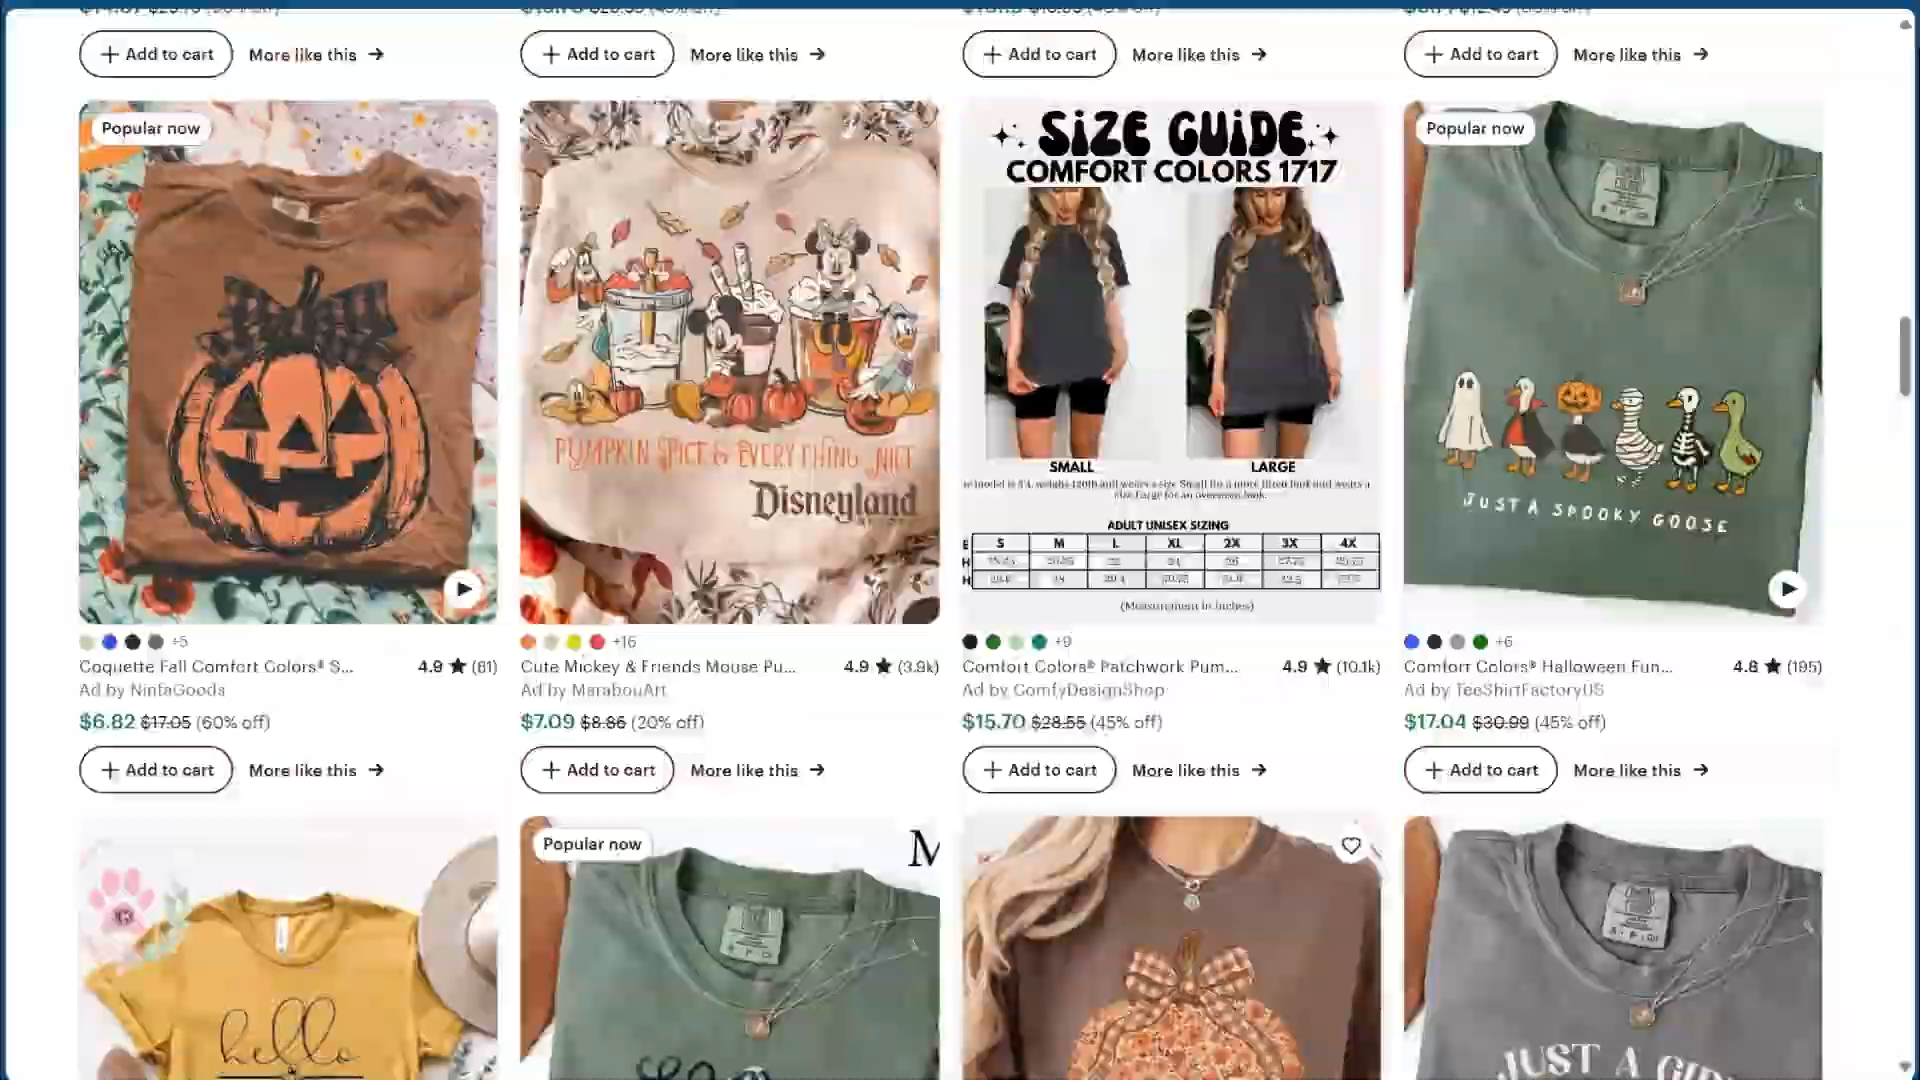 + Add to cart More like this → + Add to cart More like this → + Add to cart More like this → + Add to cart More like this →
Popular now
PUMPKIN SPICE & EVERYTHING NICE
Disneyland
SIZE GUIDE
COMFORT COLORS 1717
SMALL LARGE
ADULT UNISEX SIZING
S M L XL 2X 3X 4X
(Measurement in inches)
Popular now
JUST A SPOOKY GOOSE
+5
Coquette Fall Comfort Colors® S... 4.9 ★ (61)
Ad by NinfaGoods
$6.82 $17.05 (60% off)
+ Add to cart More like this →
+16
Cute Mickey & Friends Mouse Pu... 4.9 ★ (3.9k)
Ad by MarabouArt
$7.09 $8.86 (20% off)
+ Add to cart More like this →
+9
Comfort Colors® Patchwork Pum... 4.9 ★ (10.1k)
Ad by ComfyDesignShop
$15.70 $28.55 (45% off)
+ Add to cart More like this →
+6
Comfort Colors® Halloween Fun... 4.8 ★ (195)
Ad by TeeShirtFactoryUS
$17.04 $30.99 (45% off)
+ Add to cart More like this →
hello
Popular now
M
JUST A